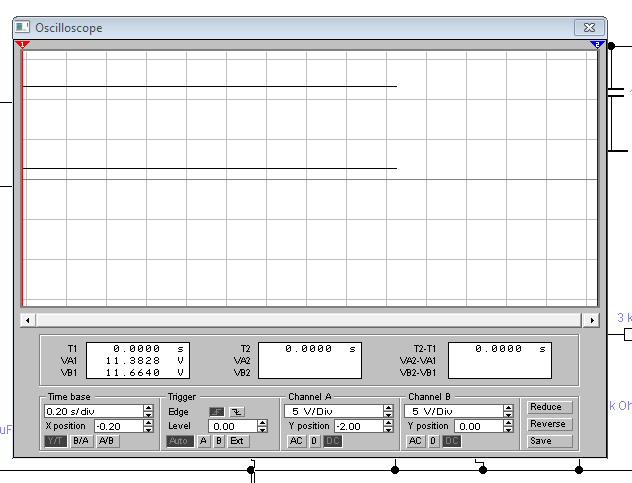 Oscilloscope
1
2
T1 0.0000 s
VA1 11.3828 V
VB1 11.6640 V
T2 0.0000 s
VA2
VB2
T2-T1 0.0000 s
VA2-VA1
VB2-VB1
Time base
0.20 s/div
X position -0.20
Y/T B/A A/B
Trigger
Edge
Level 0.00
Auto A B Ext
Channel A
5 V/Div
Y position -2.00
AC 0 DC
Channel B
5 V/Div
Y position 0.00
AC 0 DC
Reduce
Reverse
Save
3 k
k Oh
uF